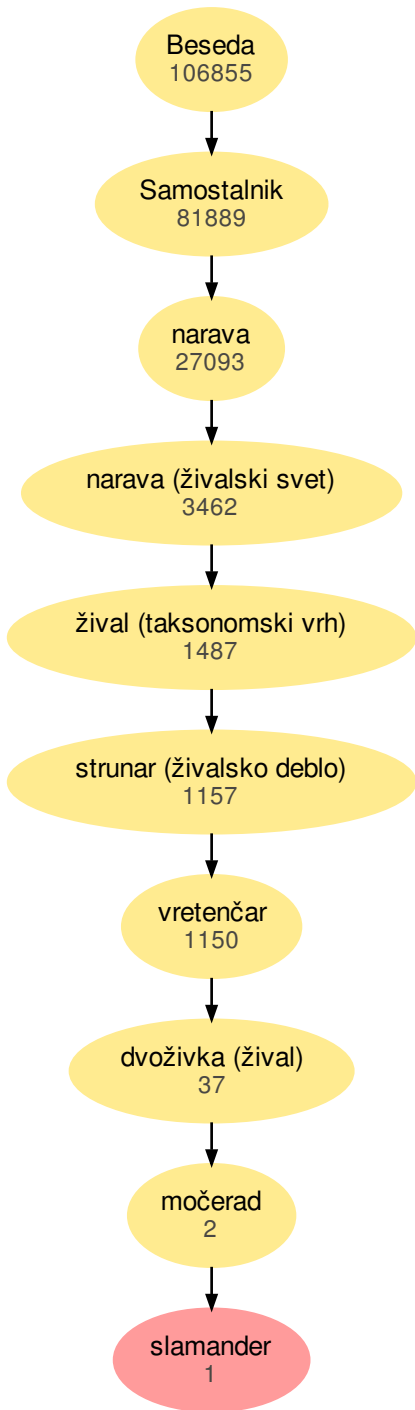 Beseda
106855
Samostalnik
81889
narava
27093
narava (živalski svet)
3462
žival (taksonomski vrh)
1487
strunar (živalsko deblo)
1157
vretenčar
1150
dvoživka (žival)
37
močerad
2
slamander
1